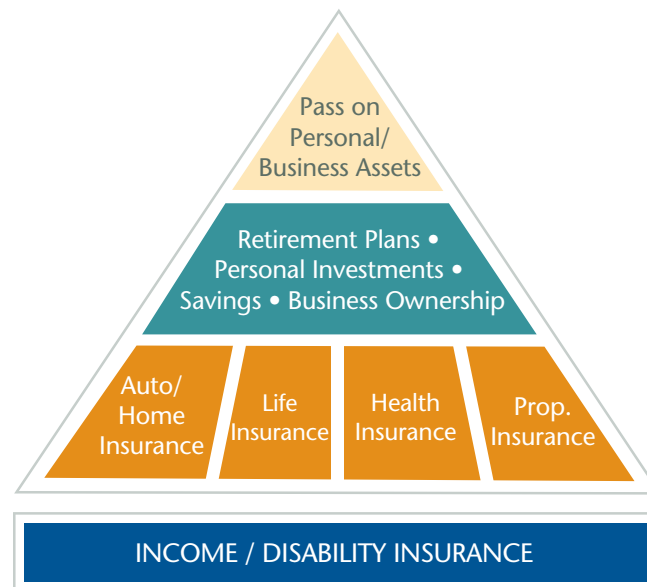 Pass on
Personal/
Business Assets
Retirement Plans •
Personal Investments •
Savings • Business Ownership
Auto/
Home
Insurance
Life
Insurance
Health
Insurance
Prop.
Insurance
INCOME / DISABILITY INSURANCE